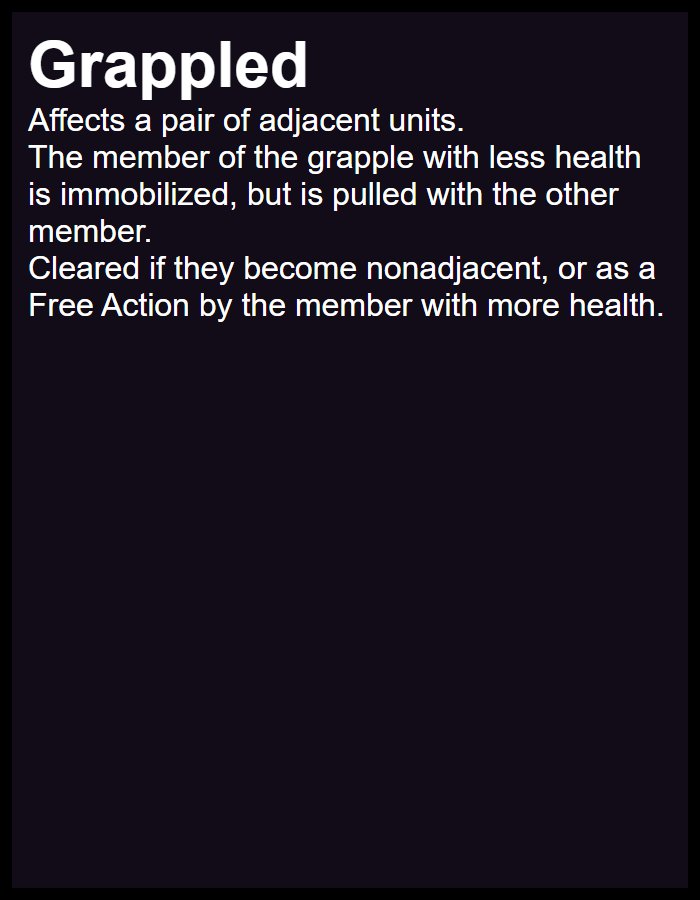 Grappled
Affects a pair of adjacent units.
The member of the grapple with less health
is immobilized, but is pulled with the other
member.
Cleared if they become nonadjacent, or as a
Free Action by the member with more health.